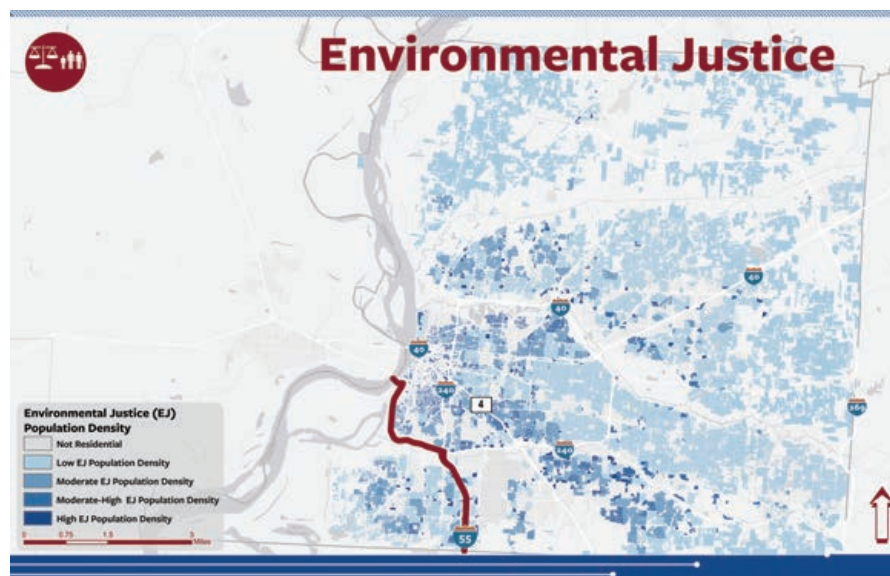 Environmental Justice
40
40
40
240
4
269
240
55
Environmental Justice (EJ)
Population Density
Not Residential
Low EJ Population Density
Moderate EJ Population Density
Moderate-High EJ Population Density
High EJ Population Density
0 0.75 1.5 3
Miles